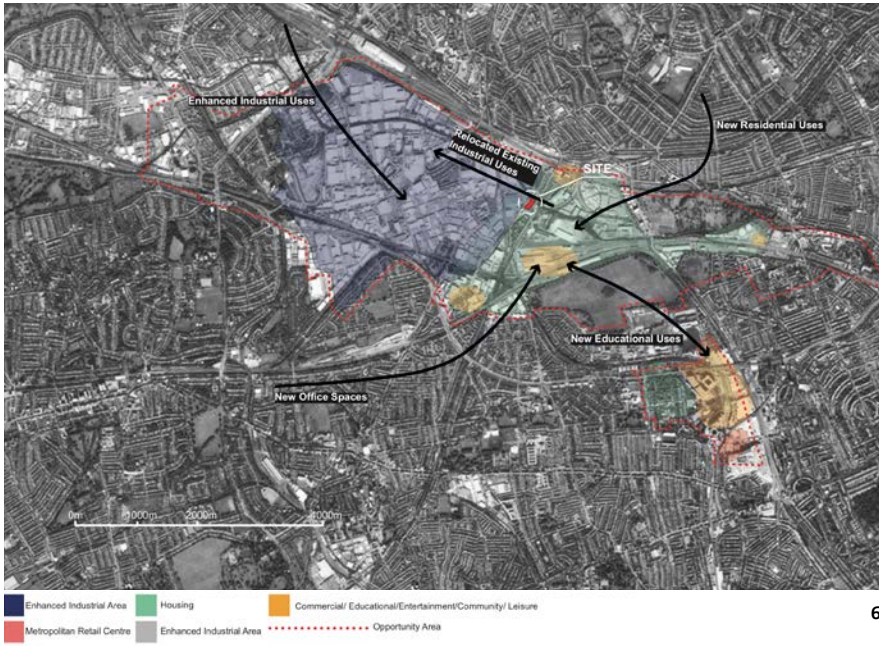 Enhanced Industrial Uses
Relocated Existing
Industrial Uses
SITE
New Residential Uses
New Educational Uses
New Office Spaces
0m 1000m 2000m 4000m
Enhanced Industrial Area
Housing
Commercial/ Educational/Entertainment/Community/ Leisure
Metropolitan Retail Centre
Enhanced Industrial Area
Opportunity Area
6